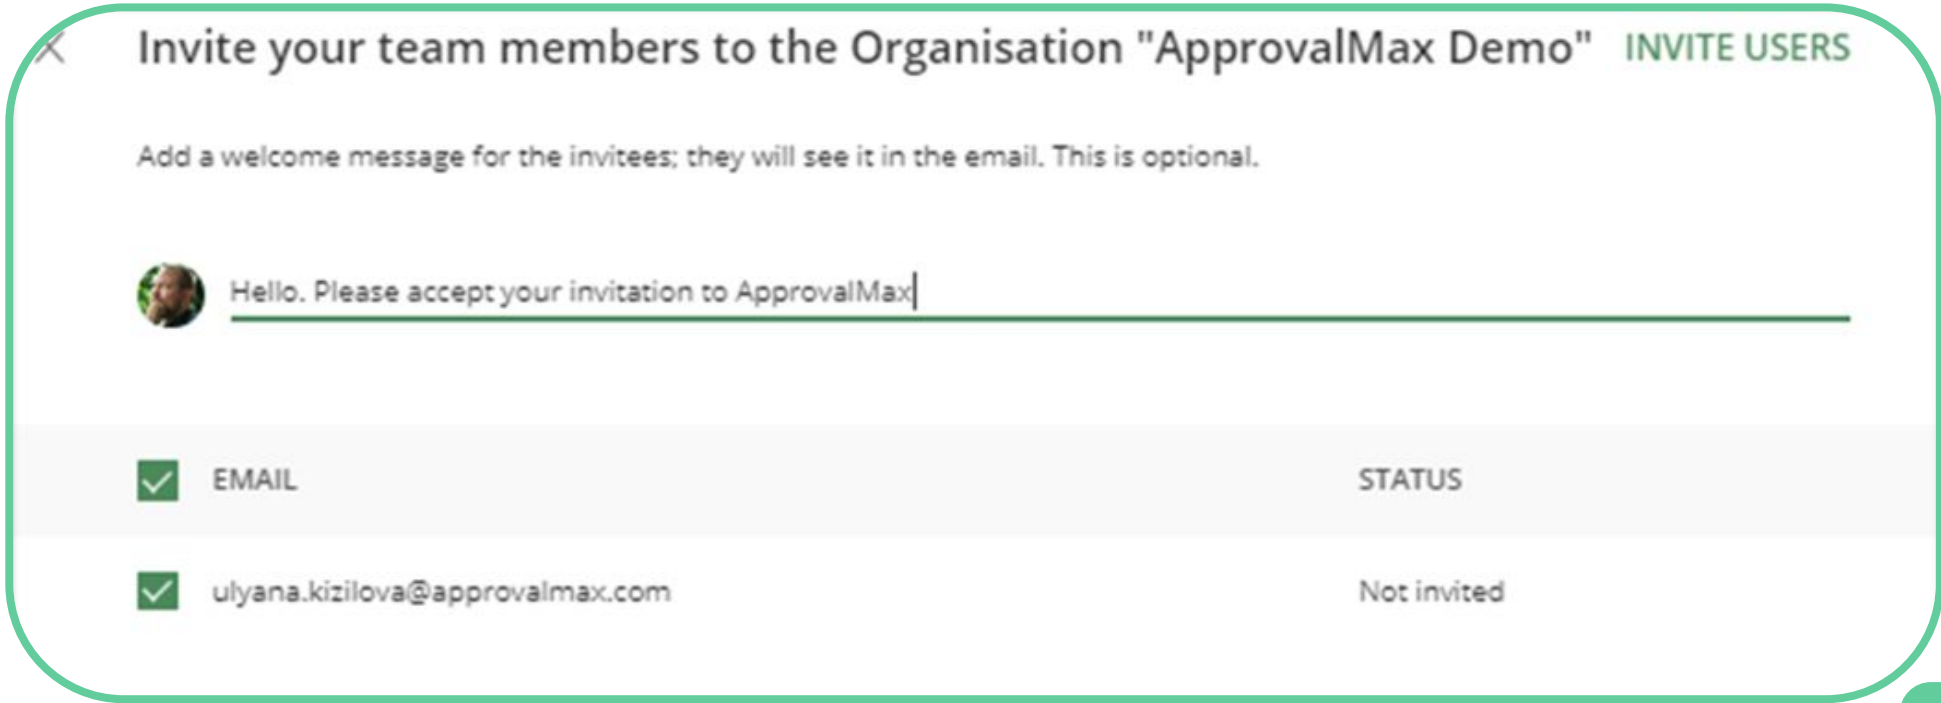 Invite your team members to the Organisation "ApprovalMax Demo" INVITE USERS
Add a welcome message for the invitees; they will see it in the email. This is optional.
Hello. Please accept your invitation to ApprovalMax
EMAIL STATUS
ulyana.kizilova@approvalmax.com Not invited